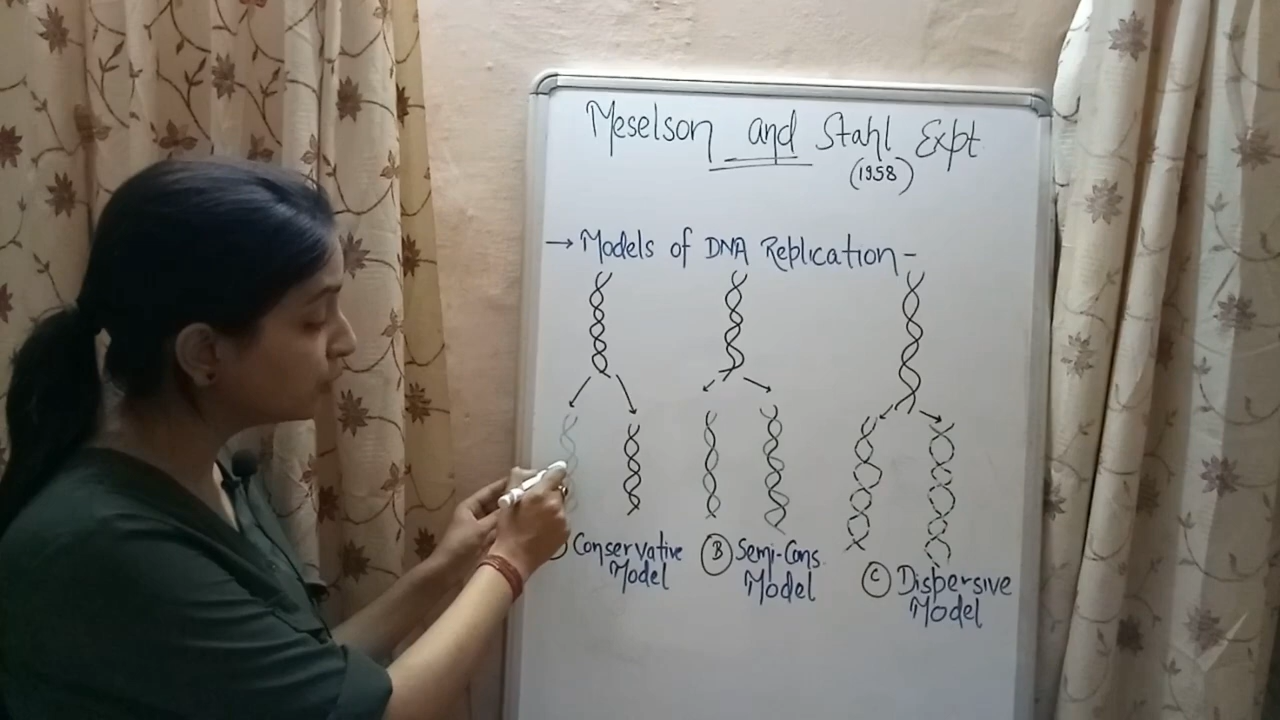 Meselson and Stahl Expt
(1958)
→ Models of DNA Replication-
Conservative
Model
B Semi-Cons.
Model
C Dispersive
Model